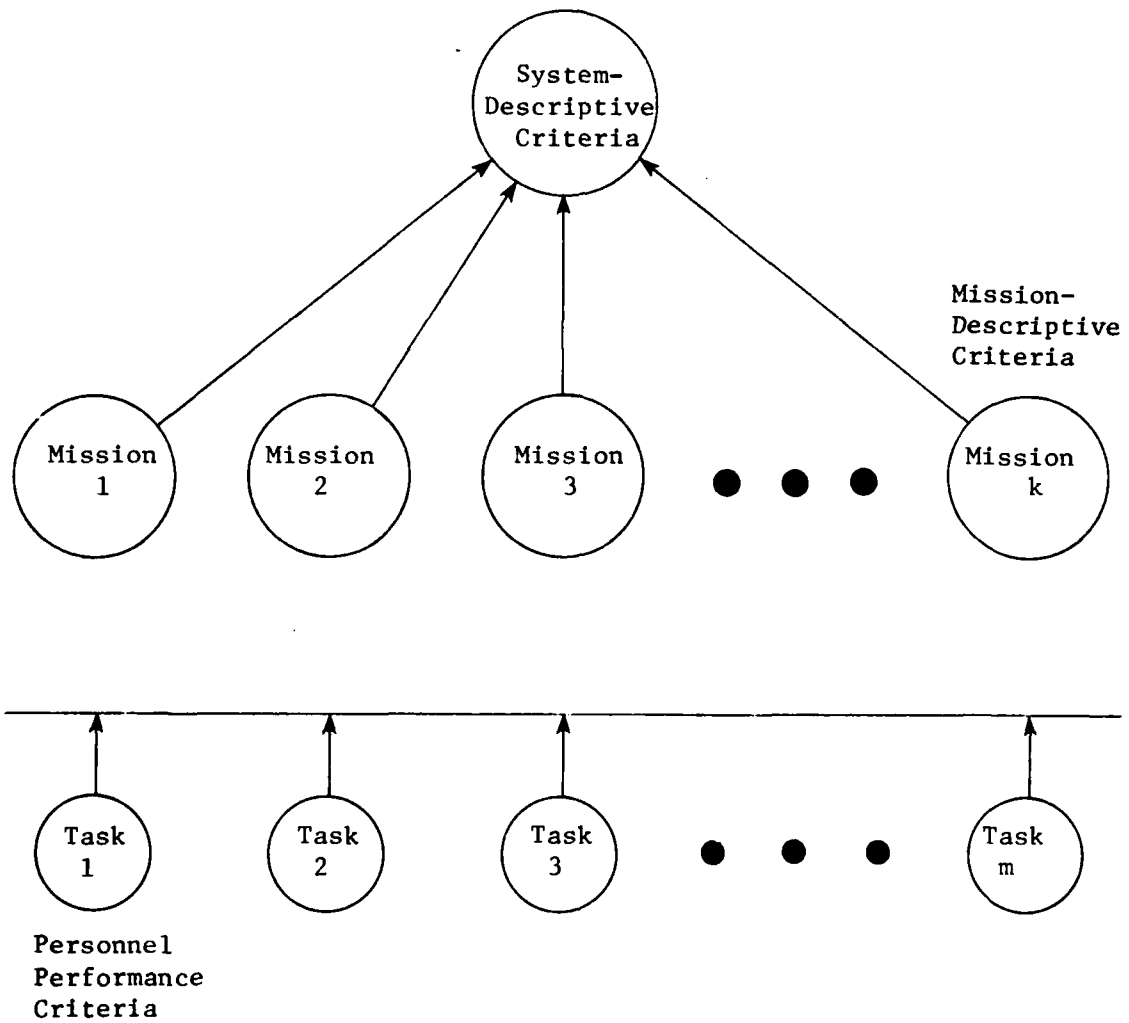 System-
Descriptive
Criteria
Mission-
Descriptive
Criteria
Mission
1
Mission
2
Mission
3
Mission
k
Task
1
Task
2
Task
3
Task
m
Personnel
Performance
Criteria